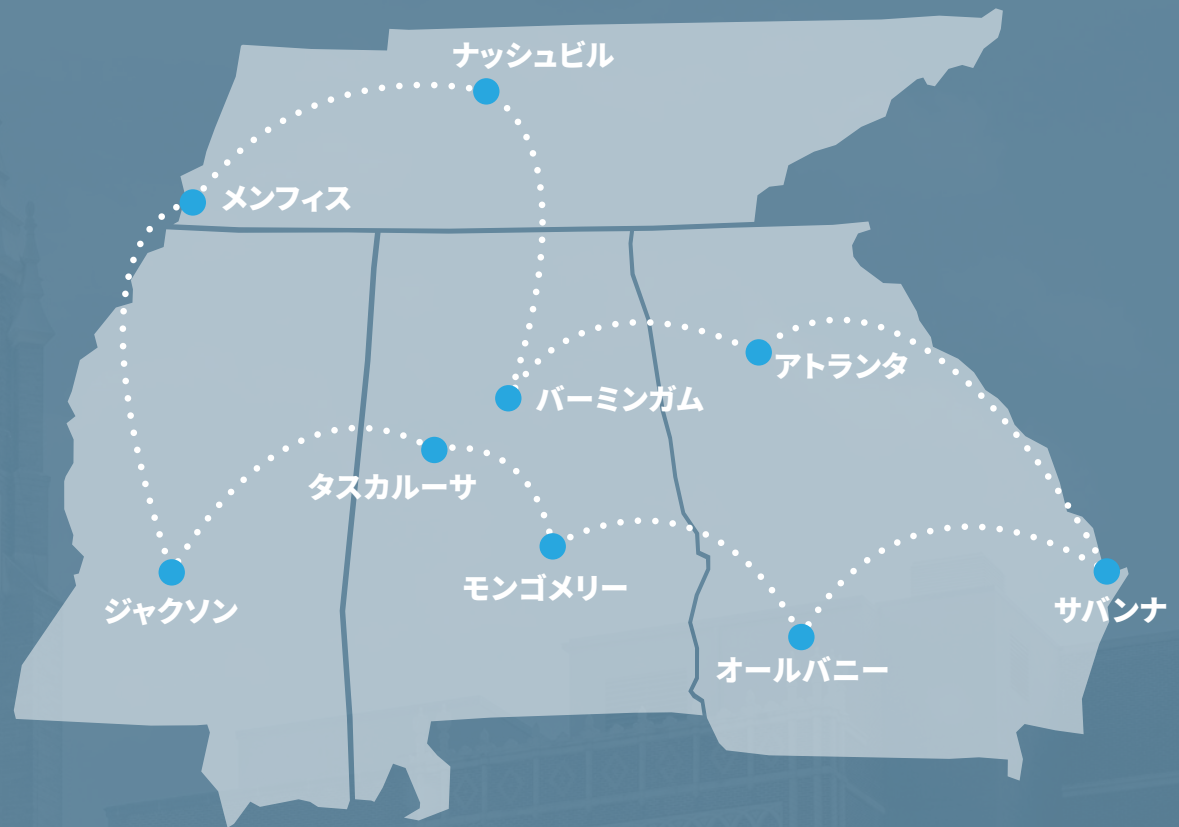 ナッシュビル
メンフィス
アトランタ
バーミンガム
タスカルーサ
モンゴメリー
ジャクソン
サバンナ
オールバニー